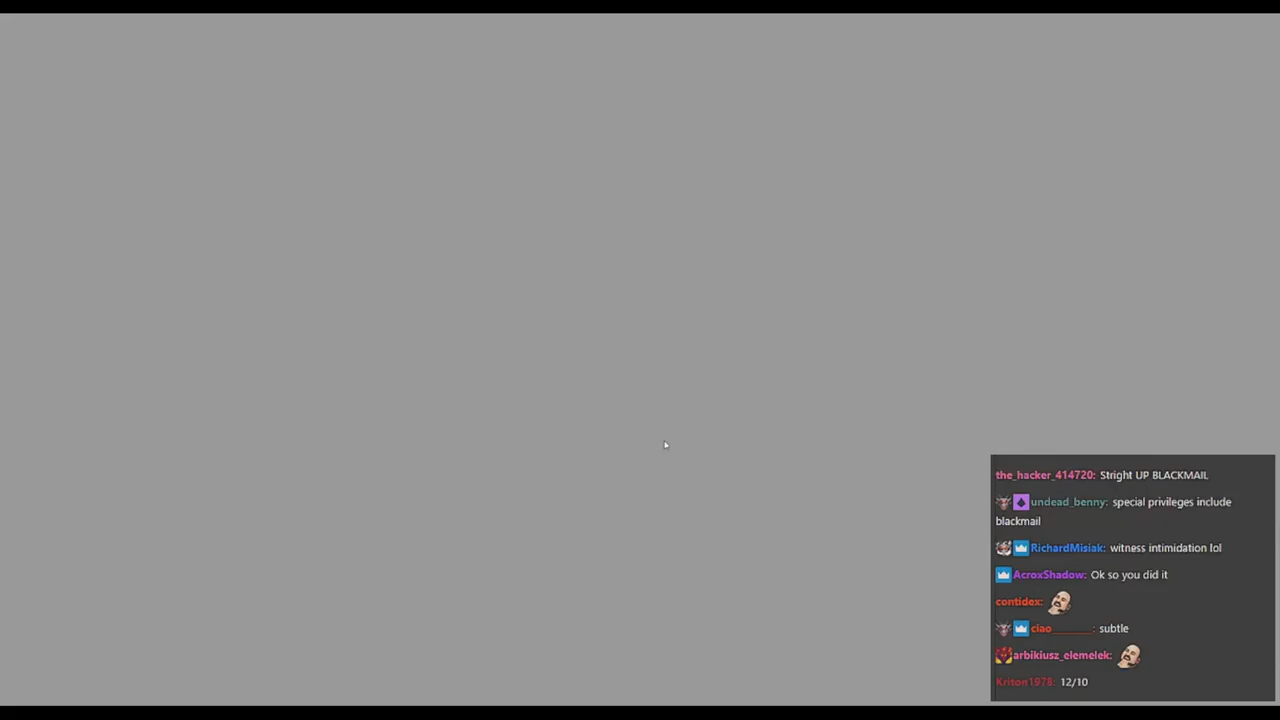 the_hacker_414720: Stright UP BLACKMAIL
undead_benny: special privileges include
blackmail
RichardMisiak: witness intimidation lol
AcroxShadow: Ok so you did it
contidex:
ciao_______: subtle
arbikiusz_elemelek:
Kriton1978: 12/10